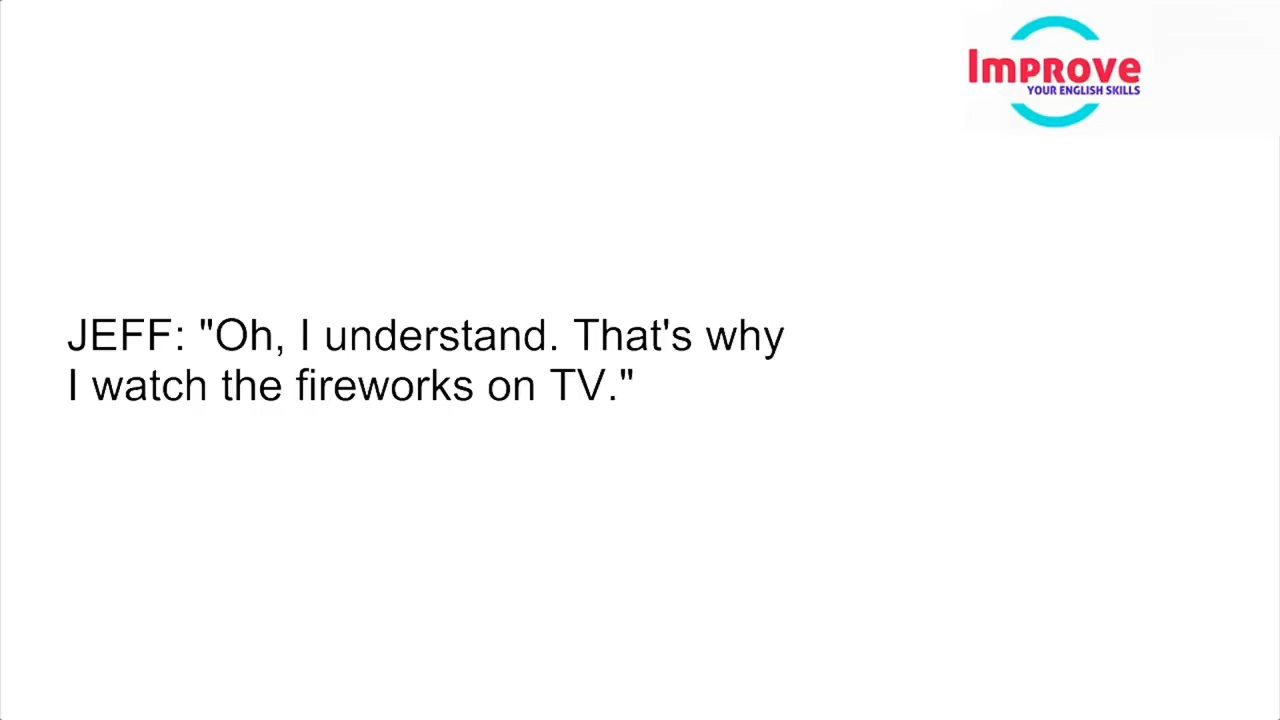 Improve
YOUR ENGLISH SKILLS
JEFF: "Oh, I understand. That's why
I watch the fireworks on TV."